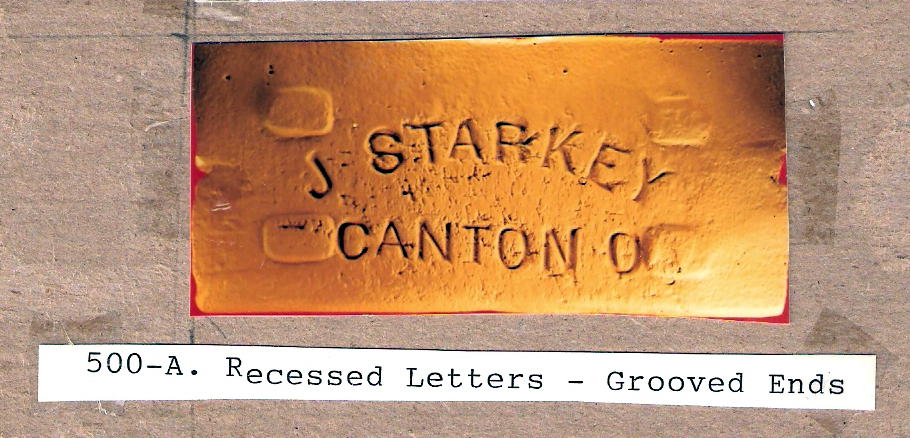 J STARKEY
CANTON O
500-A. Recessed Letters - Grooved Ends